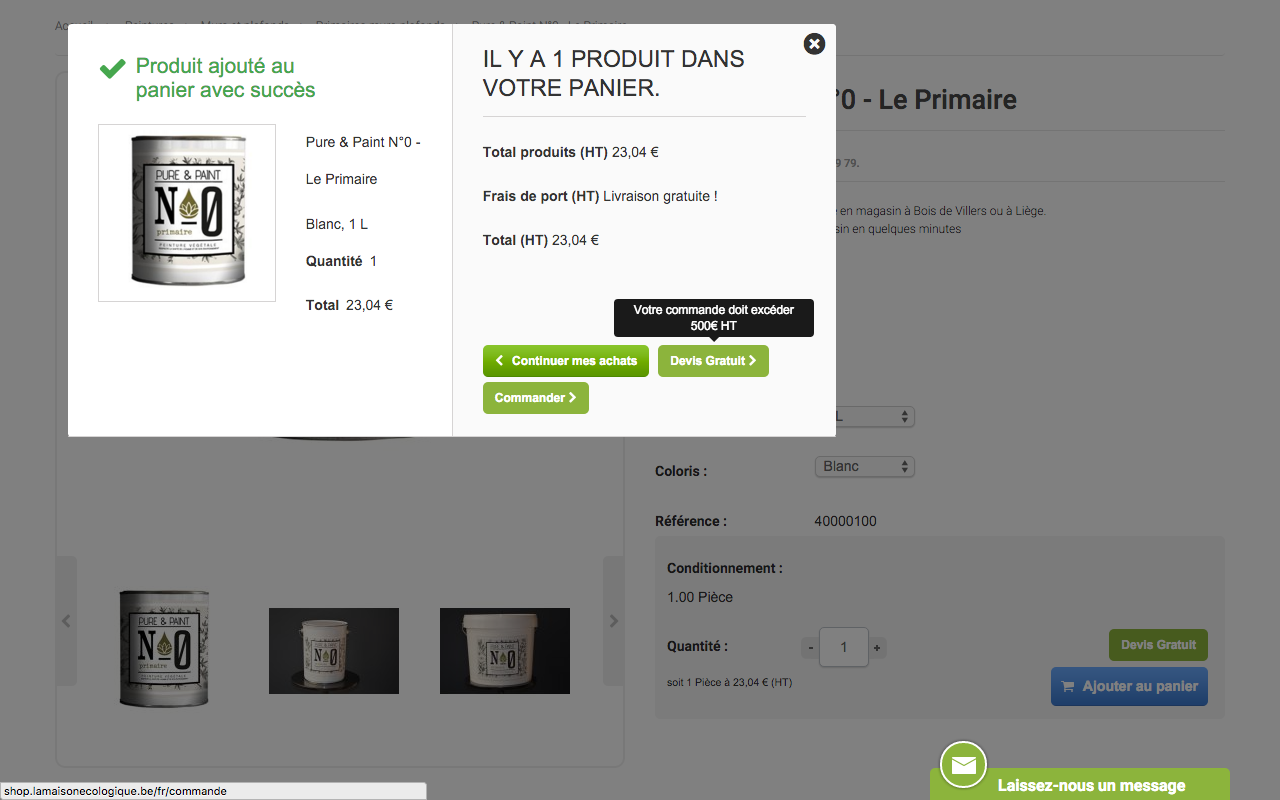 Accueil
Peintures
Murs et plafonds
Primaires murs plafonds
Pure & Paint N°0 - Le Primaire
Produit ajouté au
panier avec succès
PURE & PAINT
N 0
primaire
PEINTURE VÉGÉTALE
Pure & Paint N°0 -
Le Primaire
Blanc, 1 L
Quantité 1
Total 23,04 €
IL Y A 1 PRODUIT DANS
VOTRE PANIER.
Total produits (HT) 23,04 €
Frais de port (HT) Livraison gratuite !
Total (HT) 23,04 €
Votre commande doit excéder
500€ HT
Continuer mes achats
Devis Gratuit
Commander
°0 - Le Primaire
9 79.
en magasin à Bois de Villers ou à Liège.
sin en quelques minutes
L
Coloris :
Blanc
Référence :
40000100
Conditionnement :
1.00 Pièce
Quantité :
- 1 +
Devis Gratuit
soit 1 Pièce à 23,04 € (HT)
Ajouter au panier
PURE & PAINT
N 0
primaire
N 0
N 0
Laissez-nous un message
shop.lamaisonecologique.be/fr/commande